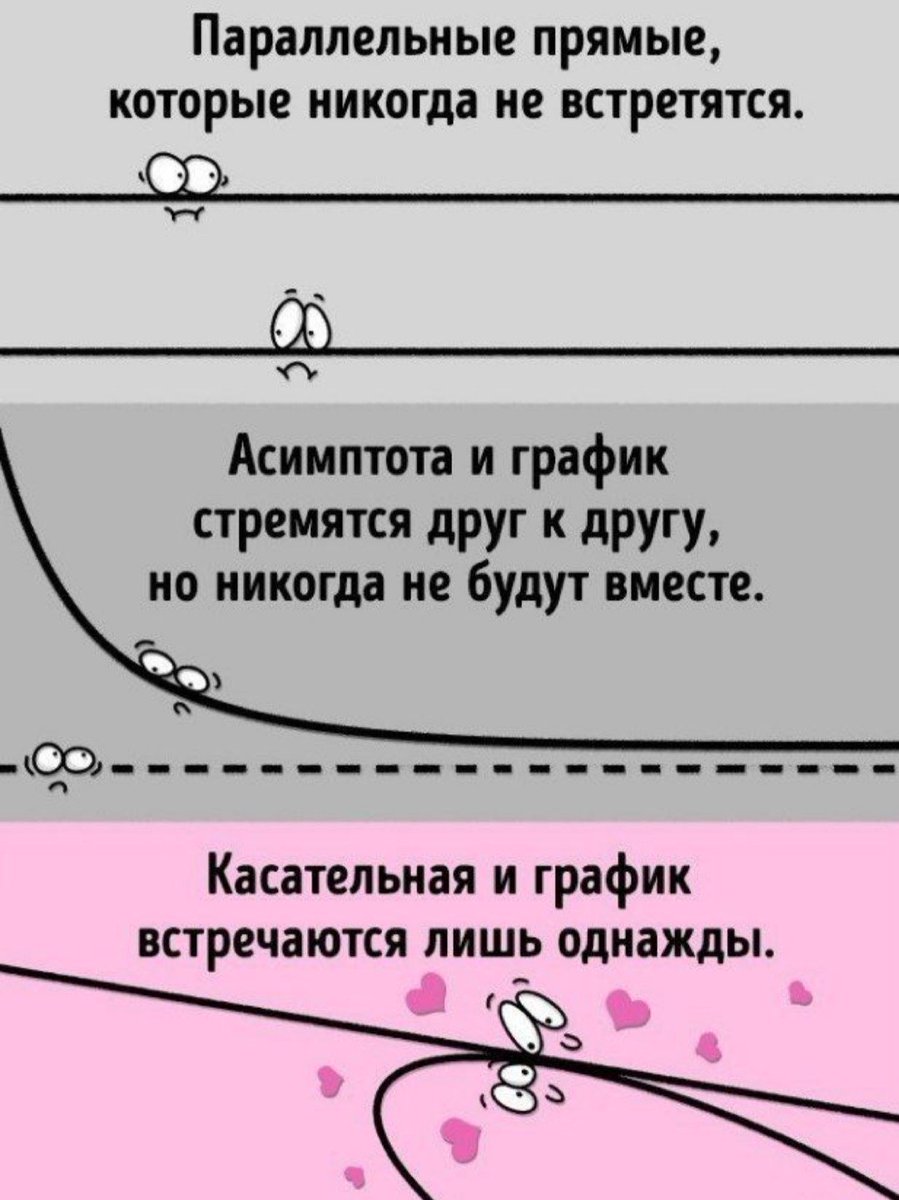 Параллельные прямые,
которые никогда не встретятся.
Асимптота и график
стремятся друг к другу,
но никогда не будут вместе.
Касательная и график
встречаются лишь однажды.